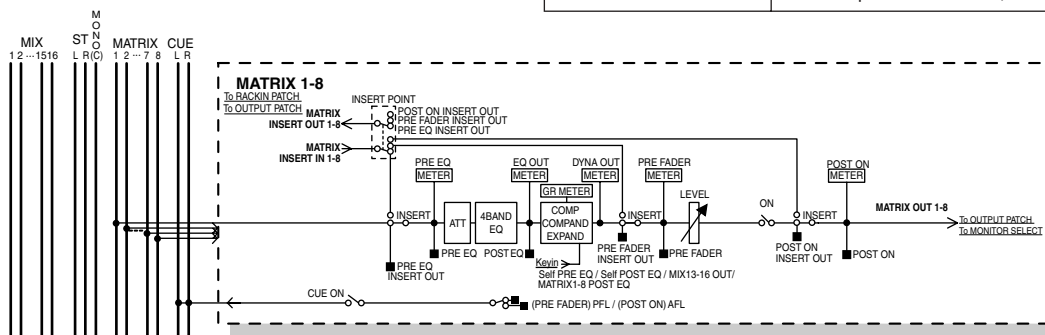 MIX
1 2 ··· 15 16
ST
L R
MONO
(C)
MATRIX
1 2 ··· 7 8
CUE
L R
MATRIX 1-8
To RACKIN PATCH
To OUTPUT PATCH
INSERT POINT
MATRIX
INSERT OUT 1-8
MATRIX
INSERT IN 1-8
POST ON INSERT OUT
PRE FADER INSERT OUT
PRE EQ INSERT OUT
PRE EQ
METER
EQ OUT
METER
DYNA OUT
METER
PRE FADER
METER
POST ON
METER
GR METER
INSERT
ATT
4BAND
EQ
COMP
COMPAND
EXPAND
INSERT
LEVEL
ON
INSERT
MATRIX OUT 1-8
To OUTPUT PATCH
To MONITOR SELECT
PRE EQ
INSERT OUT
PRE EQ
POST EQ
Keyin
Self PRE EQ / Self POST EQ / MIX13-16 OUT/
MATRIX1-8 POST EQ
PRE FADER
INSERT OUT
PRE FADER
POST ON
INSERT OUT
POST ON
CUE ON
(PRE FADER) PFL / (POST ON) AFL